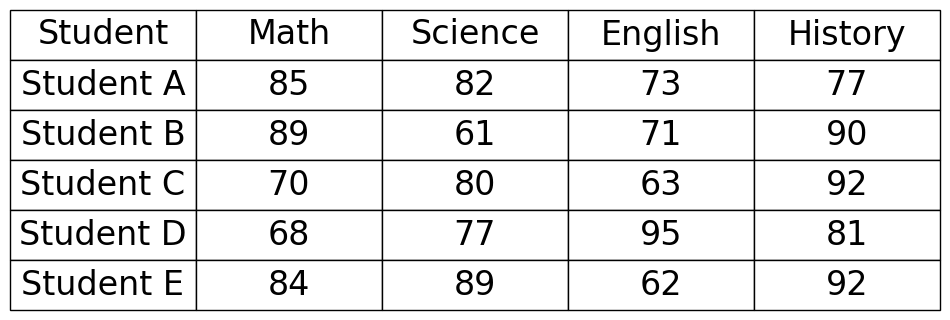 Student Math Science English History
Student A 85 82 73 77
Student B 89 61 71 90
Student C 70 80 63 92
Student D 68 77 95 81
Student E 84 89 62 92